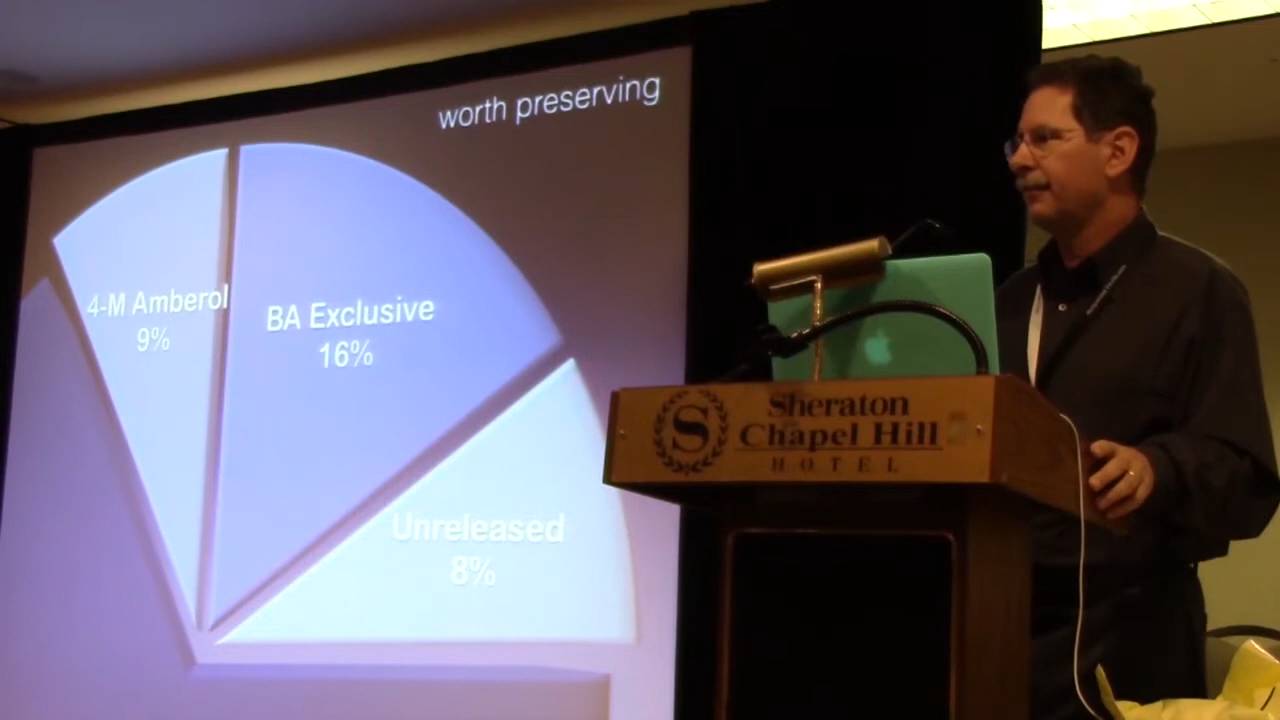 worth preserving
4-M Amberol
9%
BA Exclusive
16%
Unreleased
8%
S
Sheraton
Chapel Hill
HOTEL